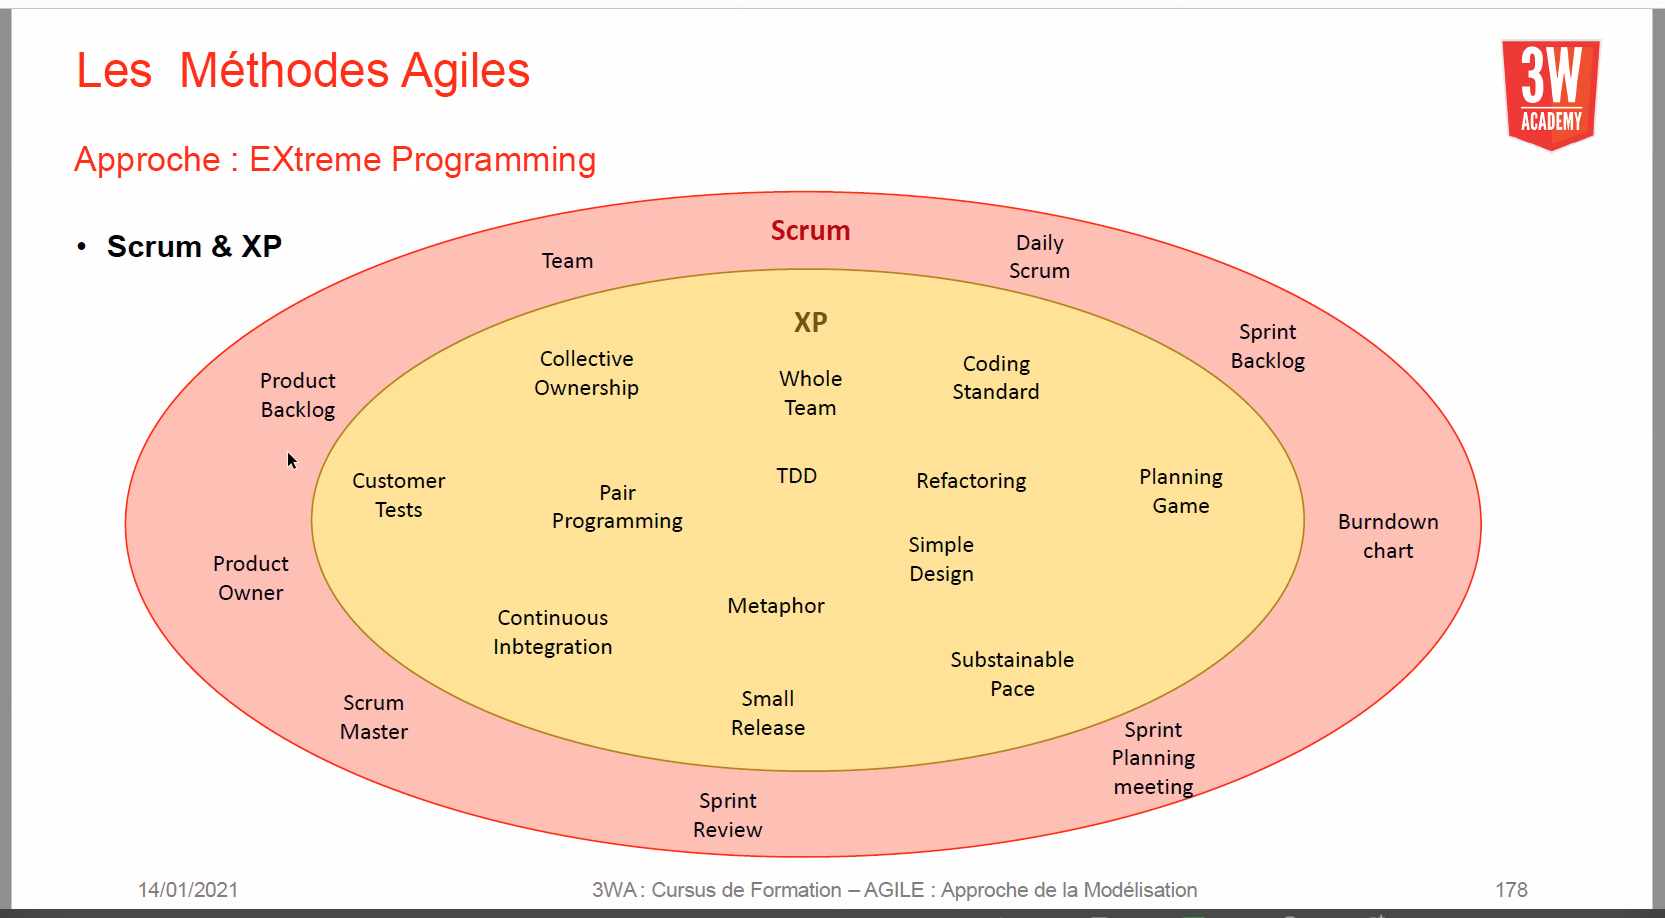 Les Méthodes Agiles
3W
ACADEMY
Approche : EXtreme Programming
• Scrum & XP
Scrum
Team
Daily
Scrum
Sprint
Backlog
Product
Backlog
XP
Collective
Ownership
Whole
Team
Coding
Standard
Customer
Tests
Pair
Programming
TDD
Refactoring
Planning
Game
Burndown
chart
Simple
Design
Product
Owner
Continuous
Inbtegration
Metaphor
Substainable
Pace
Scrum
Master
Small
Release
Sprint
Planning
meeting
Sprint
Review
14/01/2021
3WA : Cursus de Formation – AGILE : Approche de la Modélisation
178